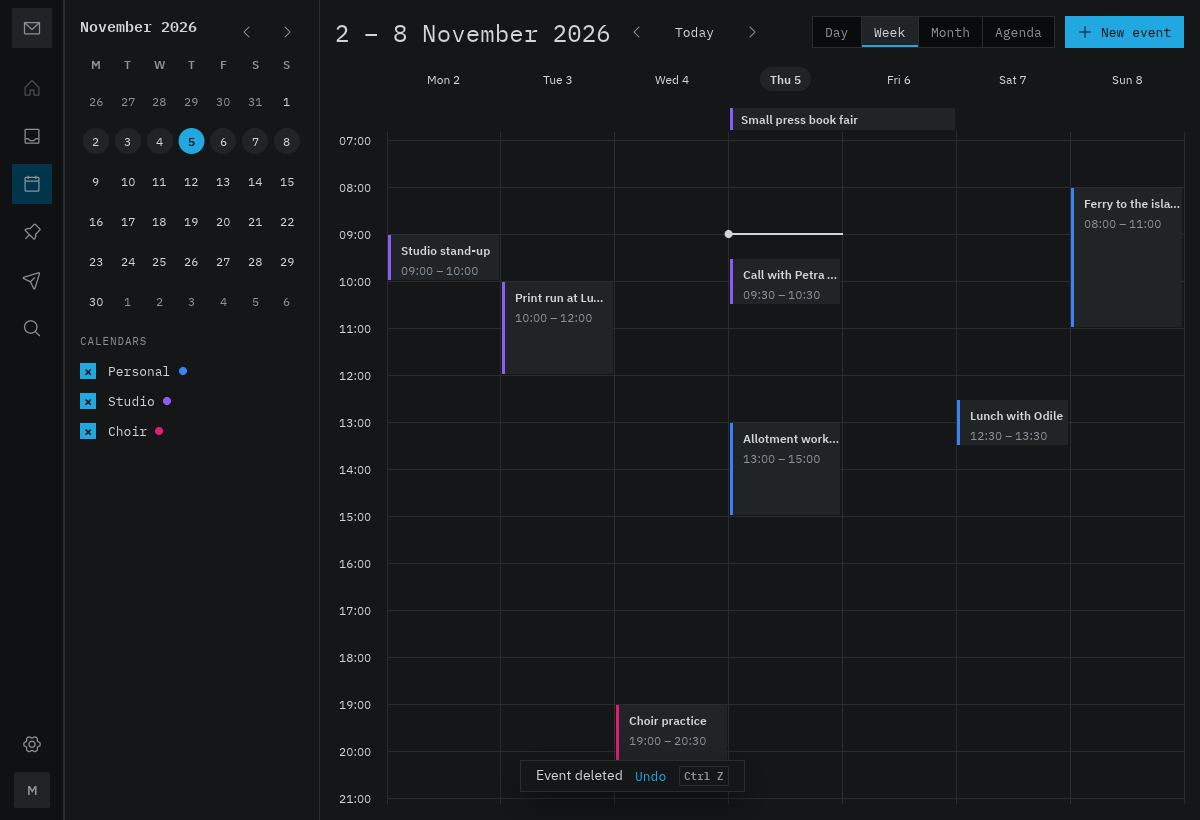 November 2026
M T W T F S S
26 27 28 29 30 31 1
2 3 4 5 6 7 8
9 10 11 12 13 14 15
16 17 18 19 20 21 22
23 24 25 26 27 28 29
30 1 2 3 4 5 6
CALENDARS
Personal
Studio
Choir
M
2 – 8 November 2026
Today
Day Week Month Agenda
New event
Mon 2 Tue 3 Wed 4 Thu 5 Fri 6 Sat 7 Sun 8
Small press book fair
07:00
08:00
09:00
10:00
11:00
12:00
13:00
14:00
15:00
16:00
17:00
18:00
19:00
20:00
21:00
Studio stand-up
09:00 – 10:00
Print run at Lu...
10:00 – 12:00
Choir practice
19:00 – 20:30
Call with Petra ...
09:30 – 10:30
Allotment work...
13:00 – 15:00
Lunch with Odile
12:30 – 13:30
Ferry to the isla...
08:00 – 11:00
Event deleted Undo Ctrl Z